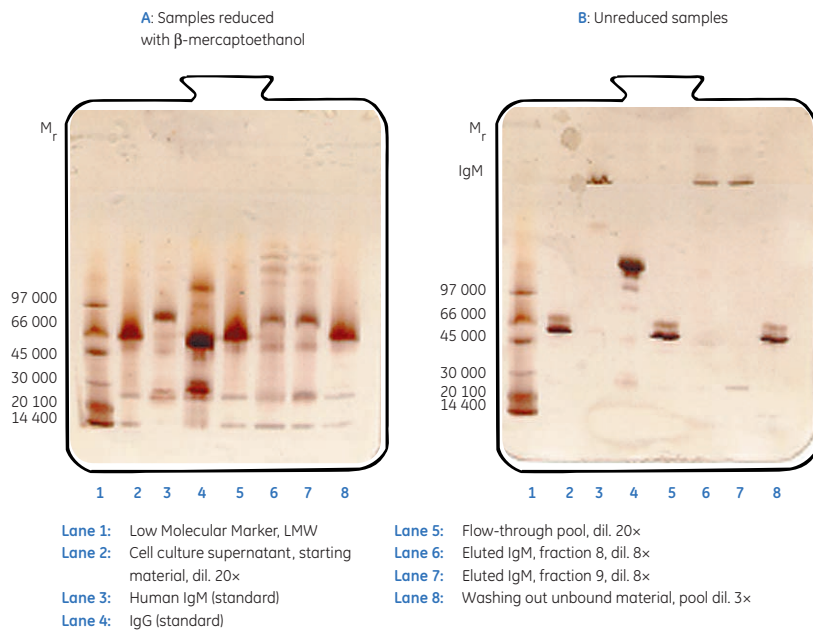 A: Samples reduced
with β-mercaptoethanol
M r
97 000
66 000
45 000
30 000
20 100
14 400
1 2 3 4 5 6 7 8
B: Unreduced samples
M r
IgM
97 000
66 000
45 000
30 000
20 100
14 400
1 2 3 4 5 6 7 8
Lane 1: Low Molecular Marker, LMW
Lane 2: Cell culture supernatant, starting
material, dil. 20×
Lane 3: Human IgM (standard)
Lane 4: IgG (standard)
Lane 5: Flow-through pool, dil. 20×
Lane 6: Eluted IgM, fraction 8, dil. 8×
Lane 7: Eluted IgM, fraction 9, dil. 8×
Lane 8: Washing out unbound material, pool dil. 3×